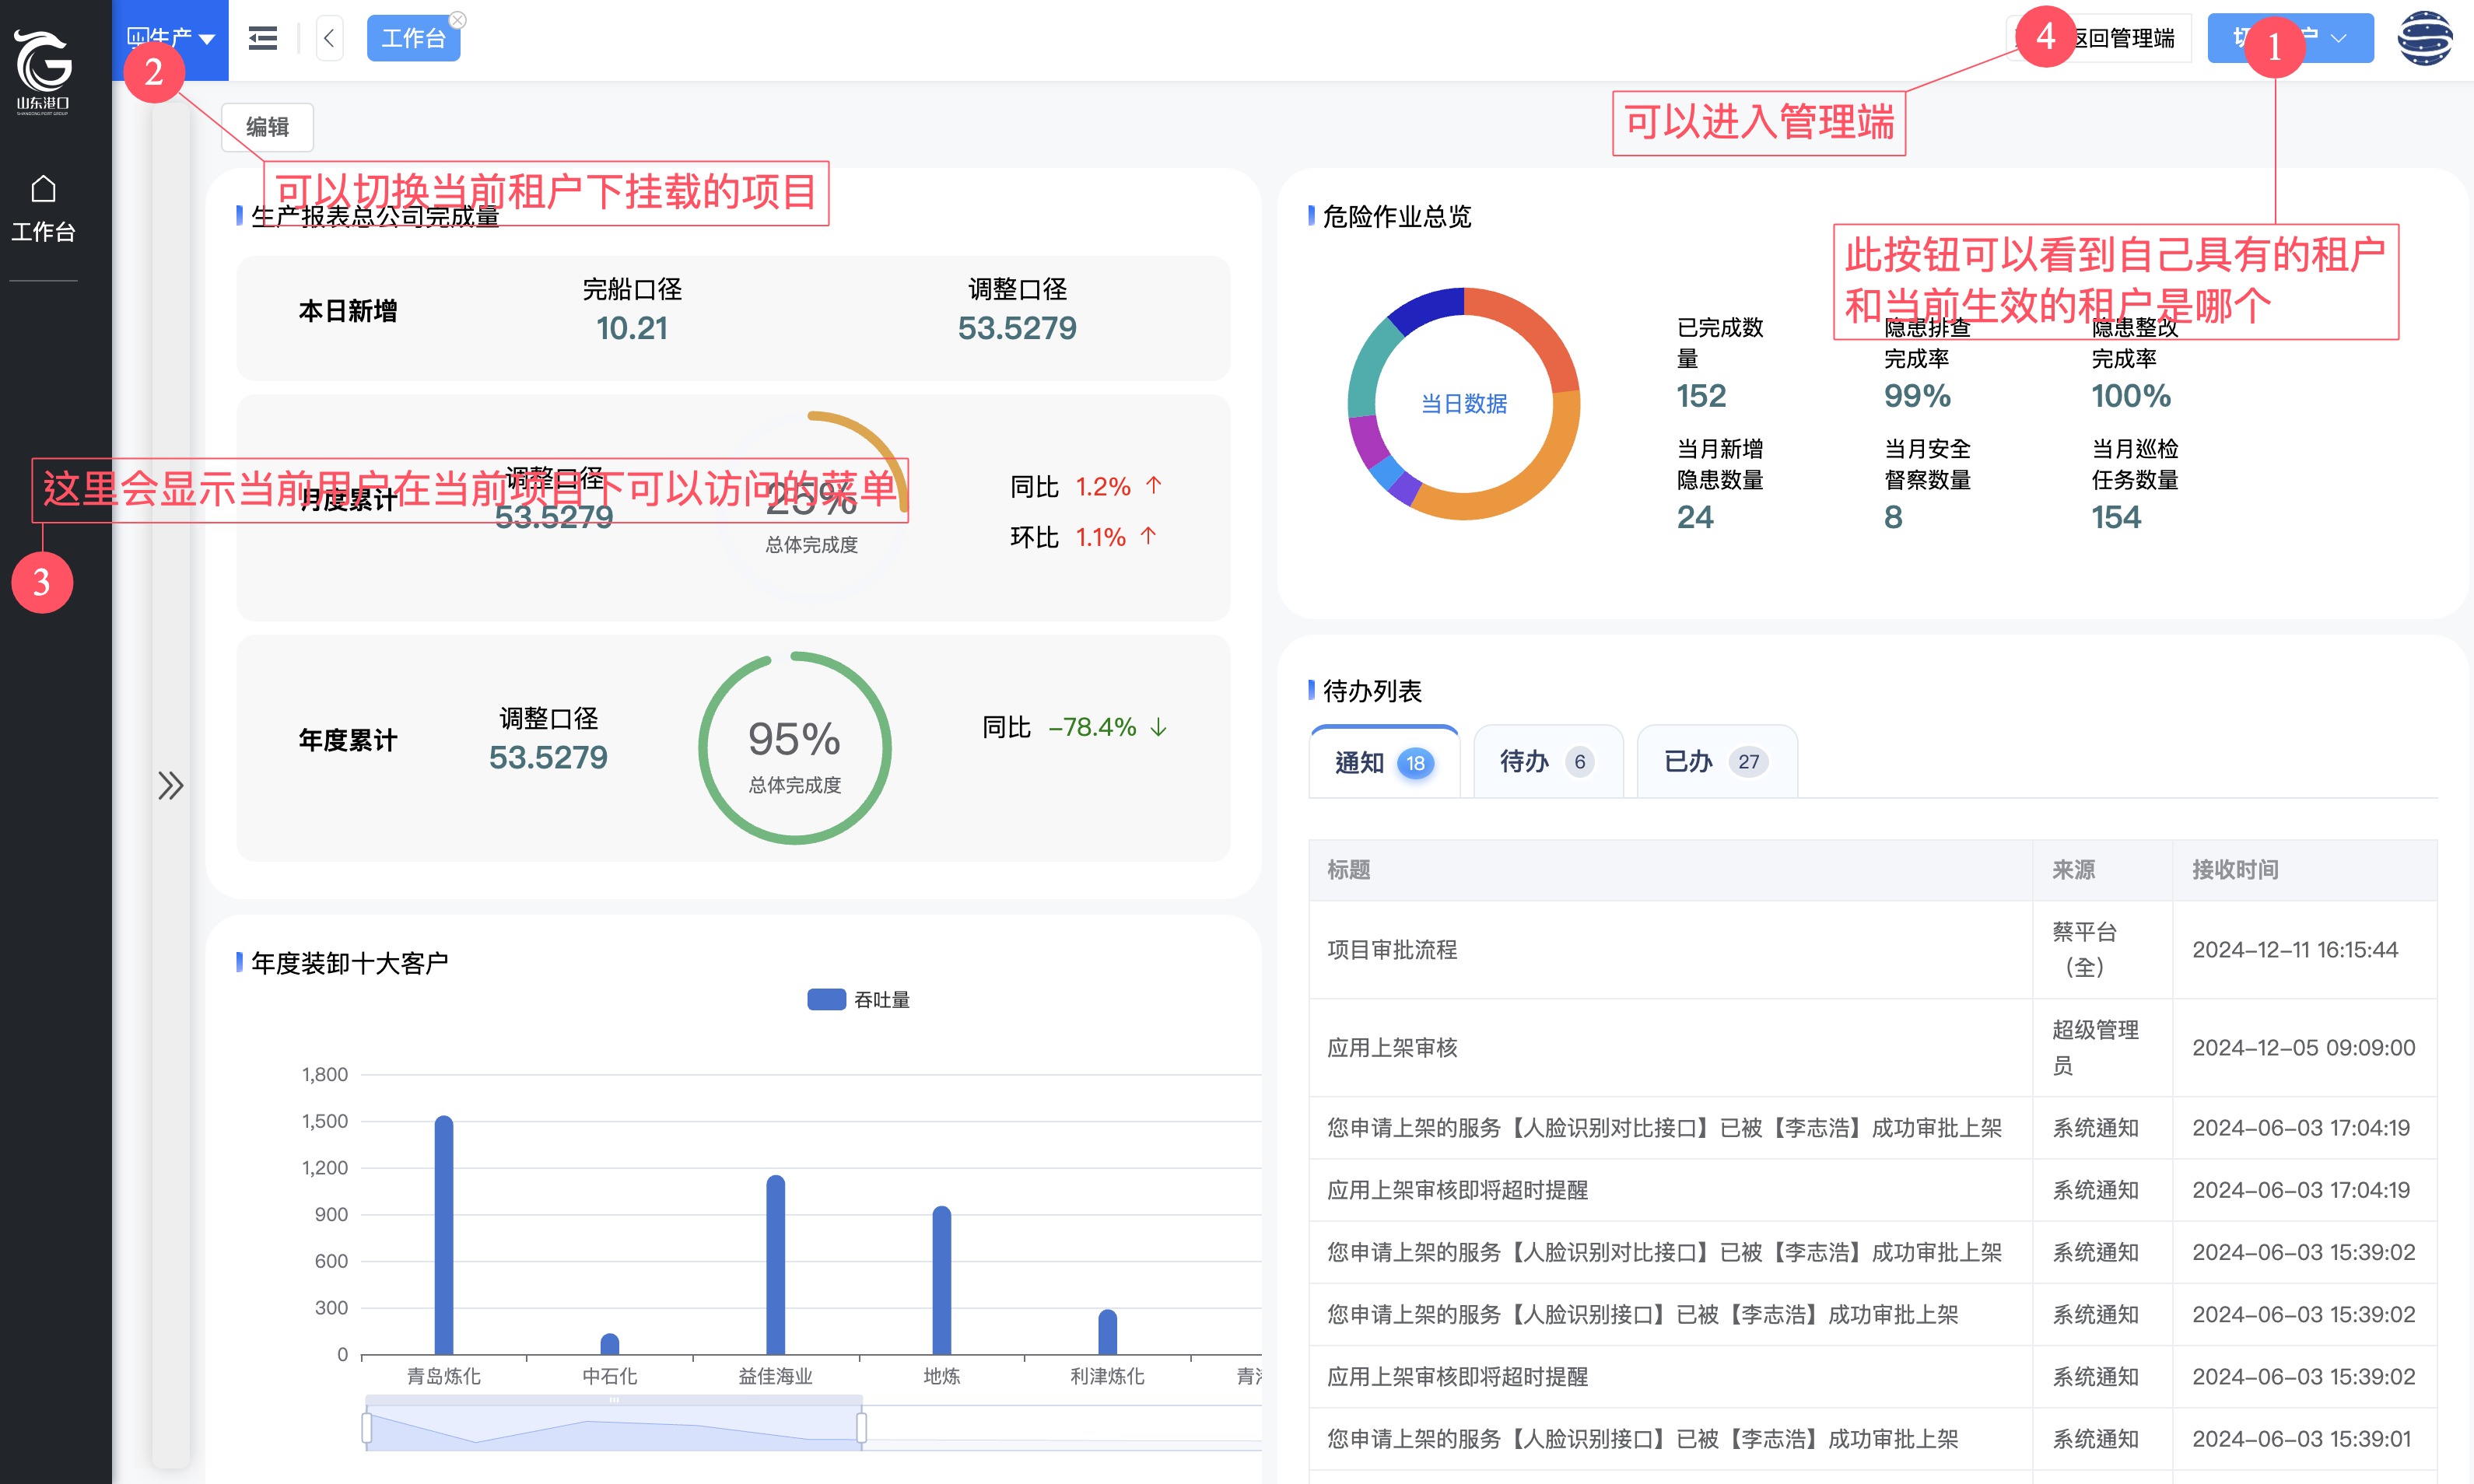 山东港口
SHANDONG PORT GROUP
工作台
生产
工作台
返回管理端
4
1
2
3
可以进入管理端
此按钮可以看到自己具有的租户
和当前生效的租户是哪个
可以切换当前租户下挂载的项目
这里会显示当前用户在当前项目下可以访问的菜单
编辑
生产报表总公司完成量
本日新增
完船口径
10.21
调整口径
53.5279
月度累计
调整口径
53.5279
25%
总体完成度
同比 1.2% ↑
环比 1.1% ↑
年度累计
调整口径
53.5279
95%
总体完成度
同比 -78.4% ↓
年度装卸十大客户
吞吐量
1,800
1,500
1,200
900
600
300
0
青岛炼化 中石化 益佳海业 地炼 利津炼化
危险作业总览
当日数据
已完成数
量
152
隐患排查
完成率
99%
隐患整改
完成率
100%
当月新增
隐患数量
24
当月安全
督察数量
8
当月巡检
任务数量
154
待办列表
通知 18 待办 6 已办 27
标题 来源 接收时间
项目审批流程 蔡平台
（全） 2024-12-11 16:15:44
应用上架审核 超级管理
员 2024-12-05 09:09:00
您申请上架的服务【人脸识别对比接口】已被【李志浩】成功审批上架 系统通知 2024-06-03 17:04:19
应用上架审核即将超时提醒 系统通知 2024-06-03 17:04:19
您申请上架的服务【人脸识别对比接口】已被【李志浩】成功审批上架 系统通知 2024-06-03 15:39:02
您申请上架的服务【人脸识别接口】已被【李志浩】成功审批上架 系统通知 2024-06-03 15:39:02
应用上架审核即将超时提醒 系统通知 2024-06-03 15:39:02
您申请上架的服务【人脸识别接口】已被【李志浩】成功审批上架 系统通知 2024-06-03 15:39:01